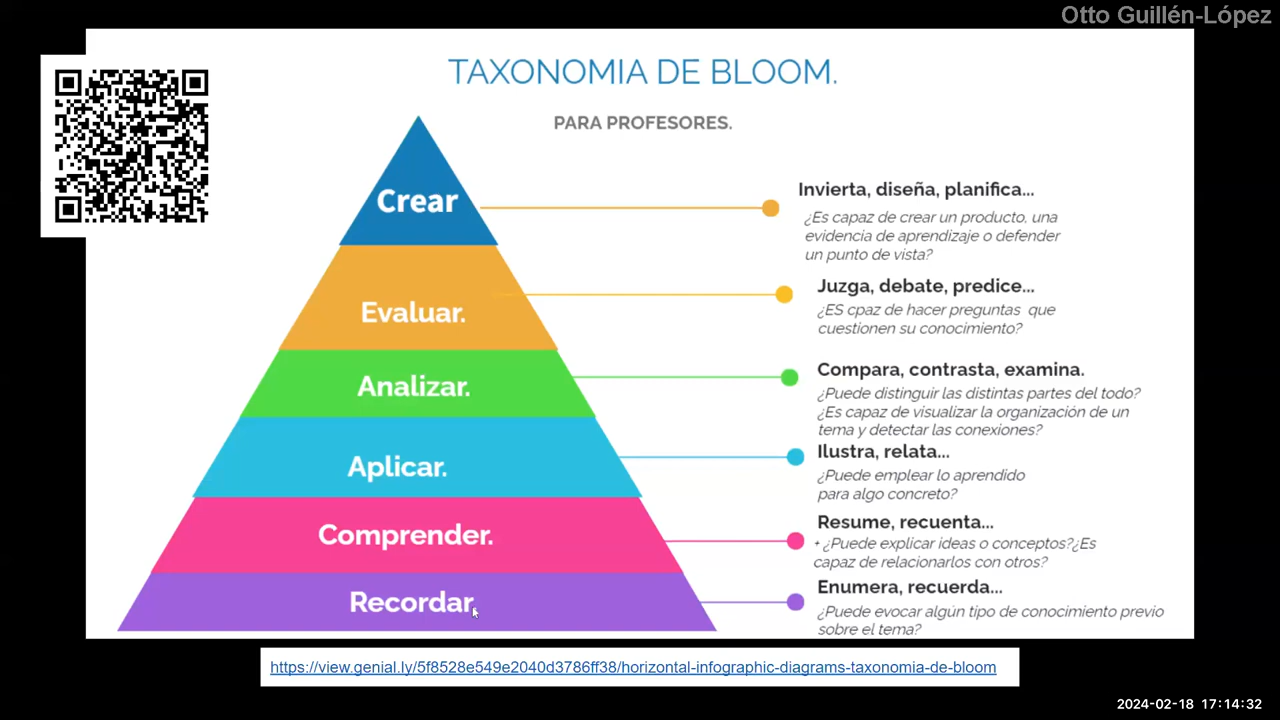 Otto Guillén-López
TAXONOMIA DE BLOOM.
PARA PROFESORES.
Crear
Invierta, diseña, planifica...
¿Es capaz de crear un producto, una
evidencia de aprendizaje o defender
un punto de vista?
Evaluar.
Juzga, debate, predice...
¿ES cpaz de hacer preguntas que
cuestionen su conocimiento?
Analizar.
Compara, contrasta, examina.
¿Puede distinguir las distintas partes del todo?
¿Es capaz de visualizar la organización de un
tema y detectar las conexiones?
Aplicar.
Ilustra, relata...
¿Puede emplear lo aprendido
para algo concreto?
Comprender.
Resume, recuenta...
+ ¿Puede explicar ideas o conceptos?¿Es
capaz de relacionarlos con otros?
Recordar.
Enumera, recuerda...
¿Puede evocar algún tipo de conocimiento previo
sobre el tema?
https://view.genial.ly/5f8528e549e2040d3786ff38/horizontal-infographic-diagrams-taxonomia-de-bloom
2024-02-18 17:14:32